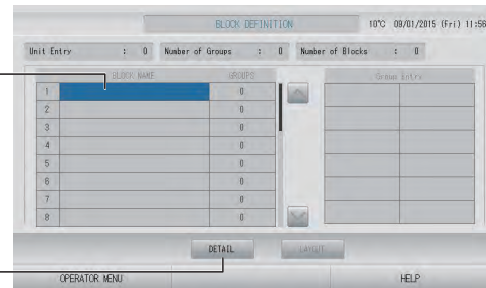 BLOCK DEFINITION 10°C 09/01/2015 (Fri) 11:56
Unit Entry : 0 Number of Groups : 0 Number of Blocks : 0
BLOCK NAME GROUPS Group Entry
1 0
2 0
3 0
4 0
5 0
6 0
7 0
8 0
DETAIL LAYOUT
OPERATOR MENU HELP